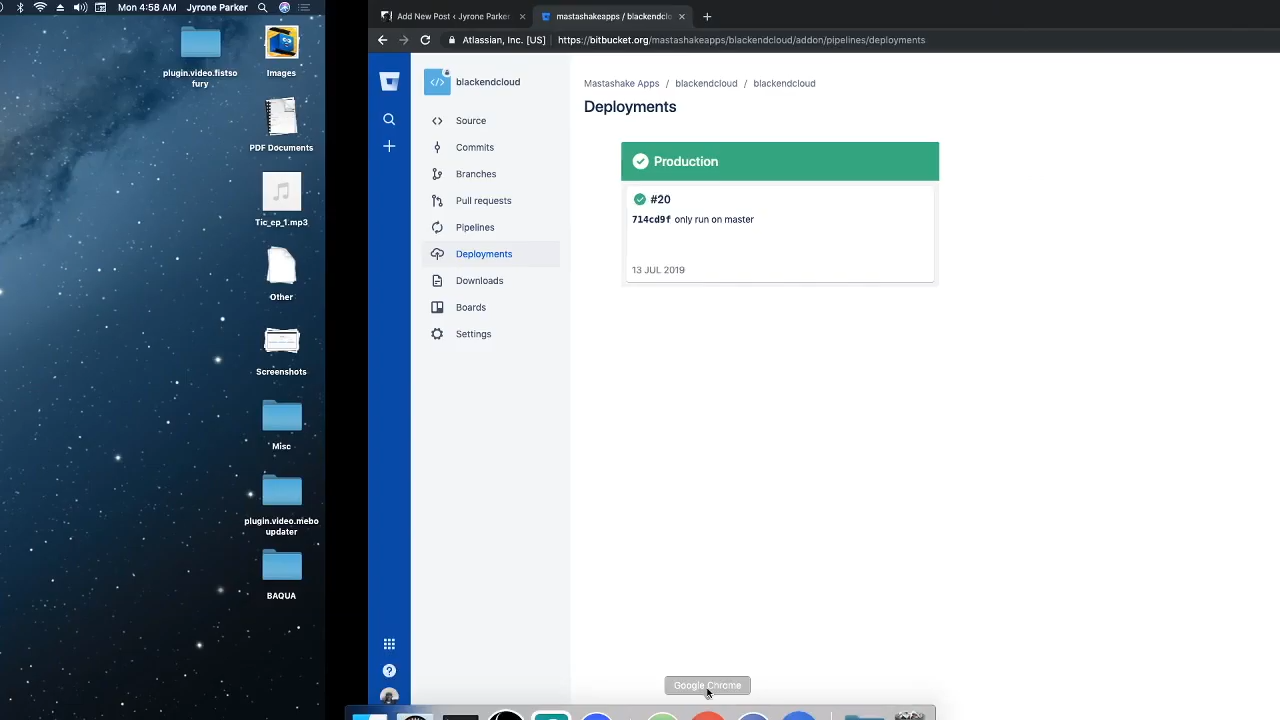 Mon 4:58 AM Jyrone Parker
plugin.video.fistso
fury
Images
PDF Documents
Tic_ep_1.mp3
Other
Screenshots
Misc
plugin.video.mebo
updater
BAQUA
Add New Post ‹ Jyrone Parker
mastashakeapps / blackendclo
Atlassian, Inc. [US] https://bitbucket.org/mastashakeapps/blackendcloud/addon/pipelines/deployments
blackendcloud
Source
Commits
Branches
Pull requests
Pipelines
Deployments
Downloads
Boards
Settings
Mastashake Apps / blackendcloud / blackendcloud
Deployments
Production
#20
714cd9f only run on master
13 JUL 2019
Google Chrome